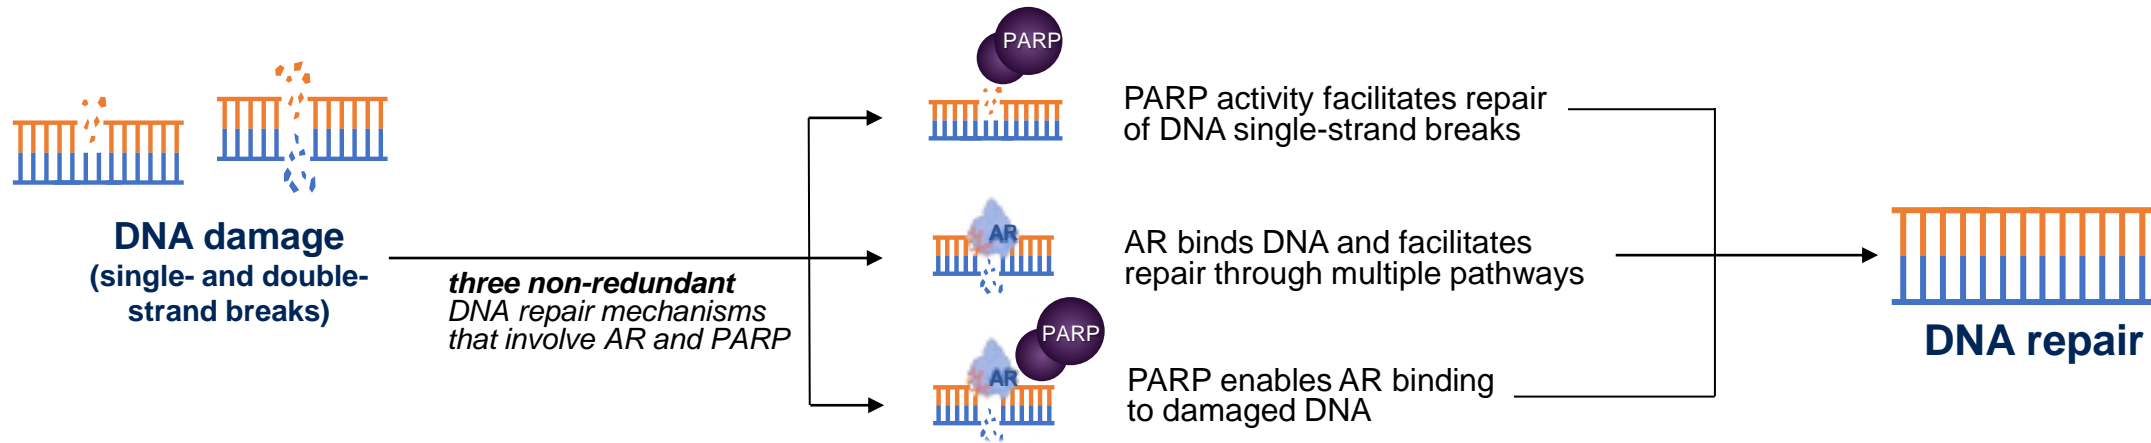 DNA damage
(single- and double-
strand breaks)
three non-redundant
DNA repair mechanisms
that involve AR and PARP
PARP
PARP activity facilitates repair
of DNA single-strand breaks
AR
AR binds DNA and facilitates
repair through multiple pathways
PARP
AR
PARP enables AR binding
to damaged DNA
DNA repair